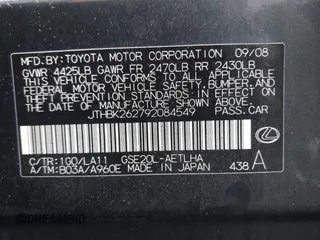 MFD.BY:TOYOTA MOTOR CORPORATION 09/08
GVWR 4425LB GAWR FR 2470LB RR 2430LB
THIS VEHICLE CONFORMS TO ALL APPLICABLE
FEDERAL MOTOR VEHICLE SAFETY,
BUMPER, AND THEFT PREVENTION
STANDARDS IN EFFECT ON THE DATE OF
MANUFACTURE SHOWN ABOVE.
JTHBK262792084549 PASS.CAR
C/TR:1G0/LA11 GSE20L-AETLHA
A/TM:B03A/A960E MADE IN JAPAN 438 A
DREAMBID